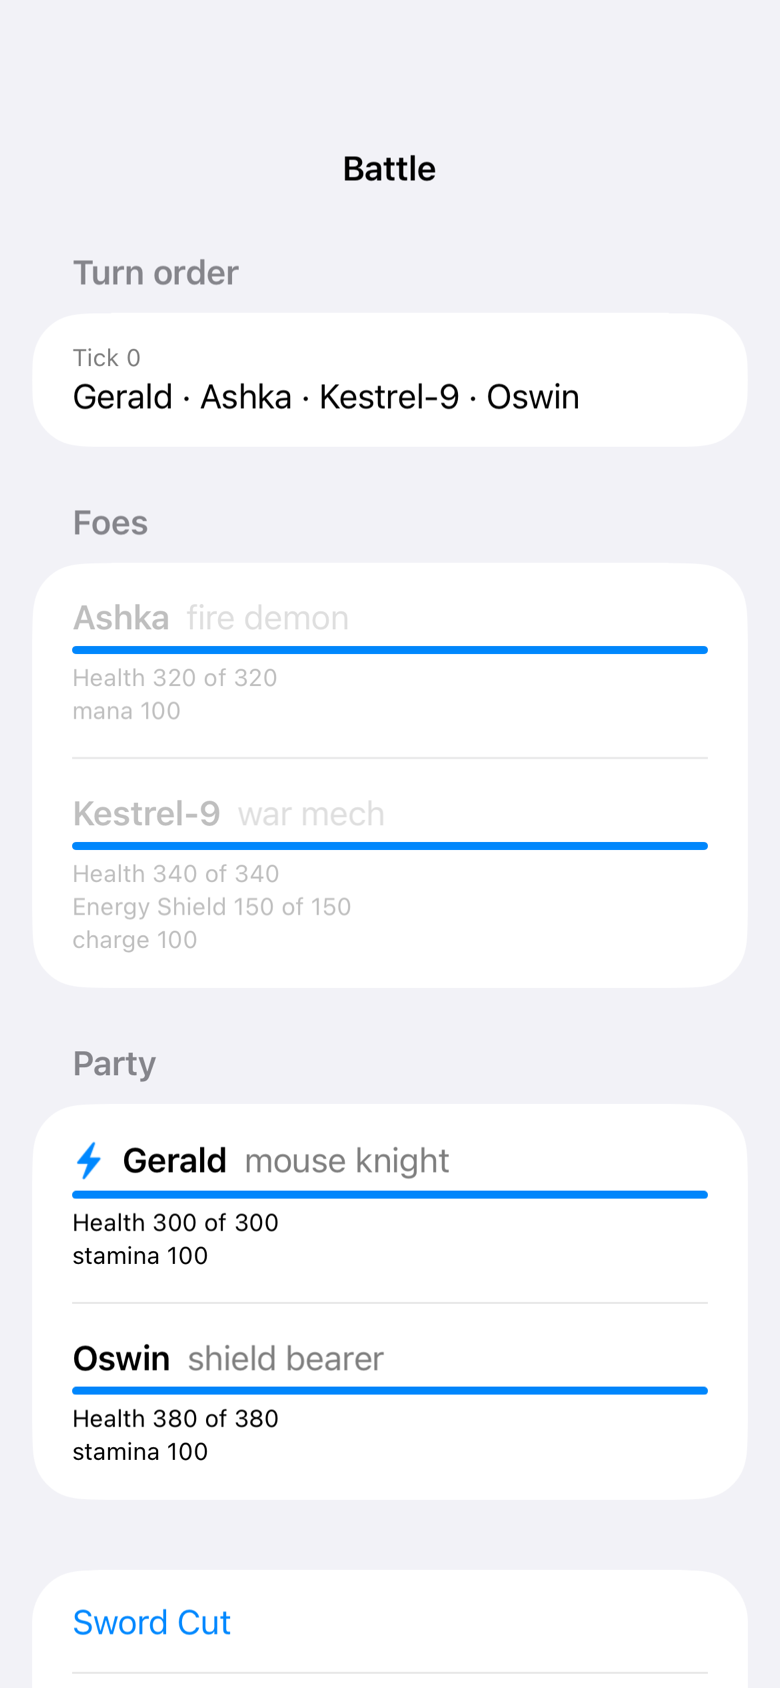 Battle
Turn order
Tick 0
Gerald · Ashka · Kestrel-9 · Oswin
Foes
Ashka fire demon
Health 320 of 320
mana 100
Kestrel-9 war mech
Health 340 of 340
Energy Shield 150 of 150
charge 100
Party
Gerald mouse knight
Health 300 of 300
stamina 100
Oswin shield bearer
Health 380 of 380
stamina 100
Sword Cut